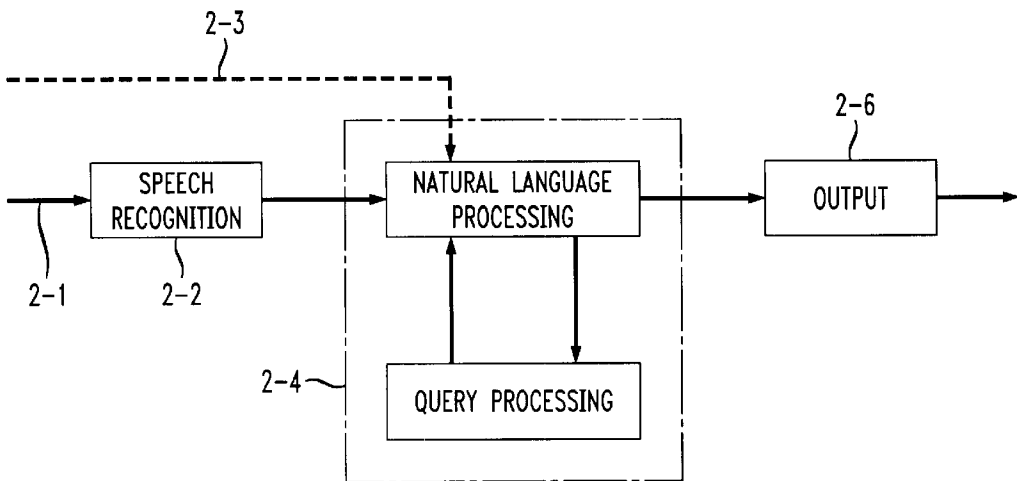 2-3
2-6
SPEECH
RECOGNITION
NATURAL LANGUAGE
PROCESSING
OUTPUT
2-1
2-2
2-4
QUERY PROCESSING